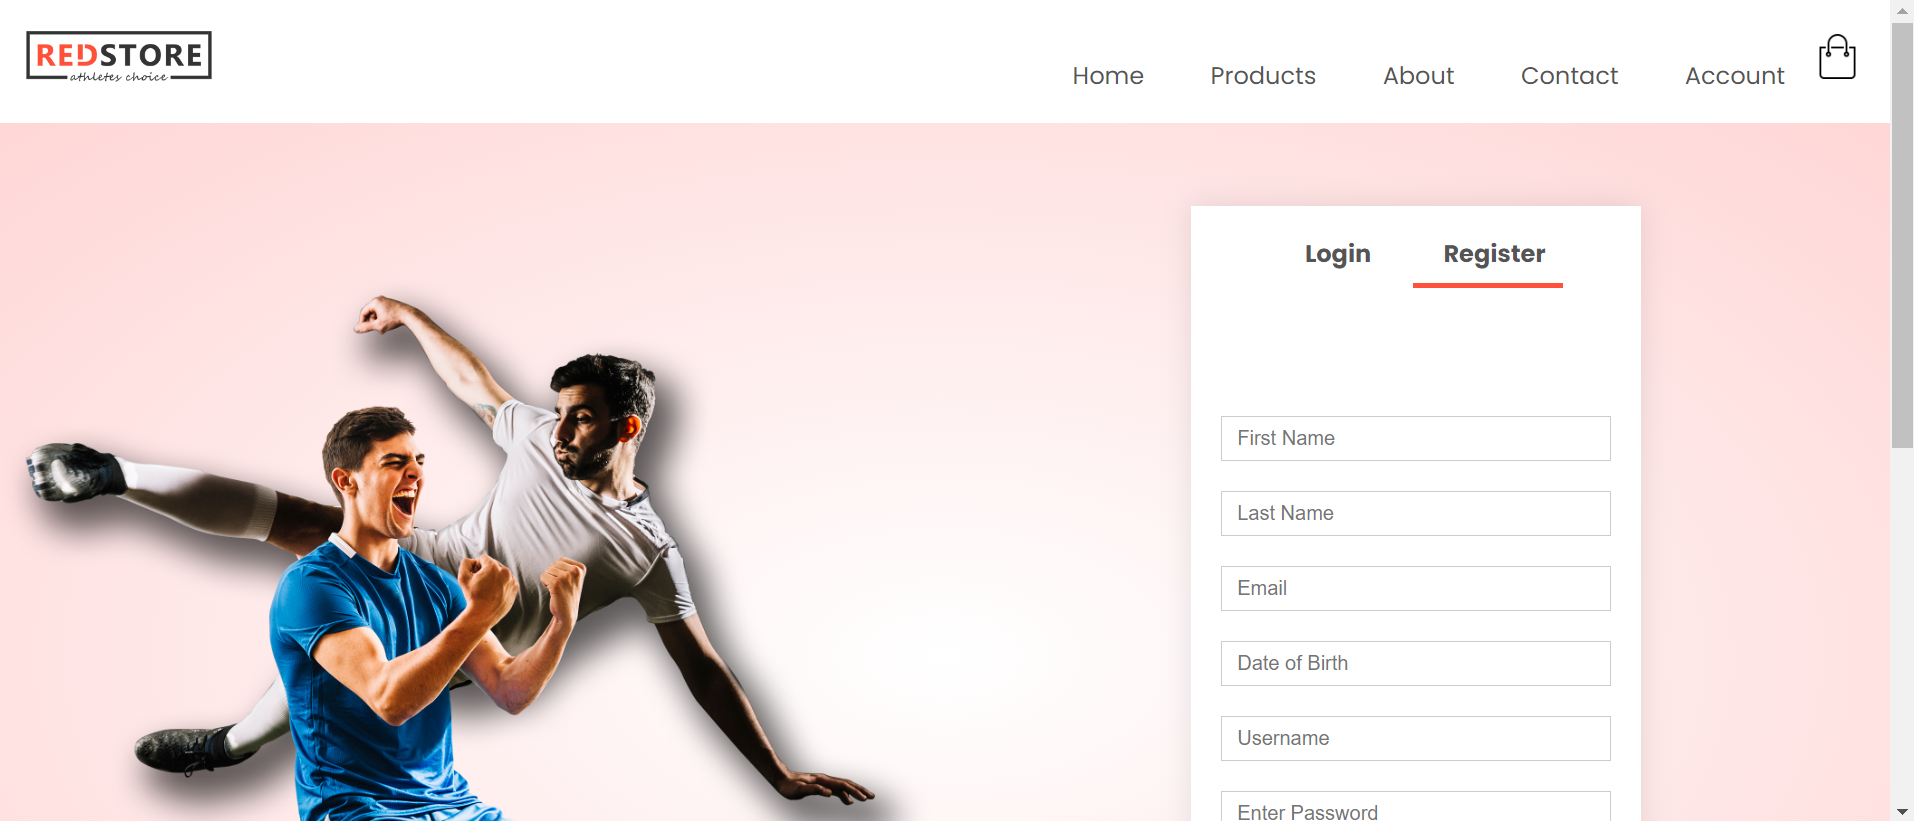 REDSTORE
athletes choice
Home Products About Contact Account
Login Register
First Name
Last Name
Email
Date of Birth
Username
Enter Password